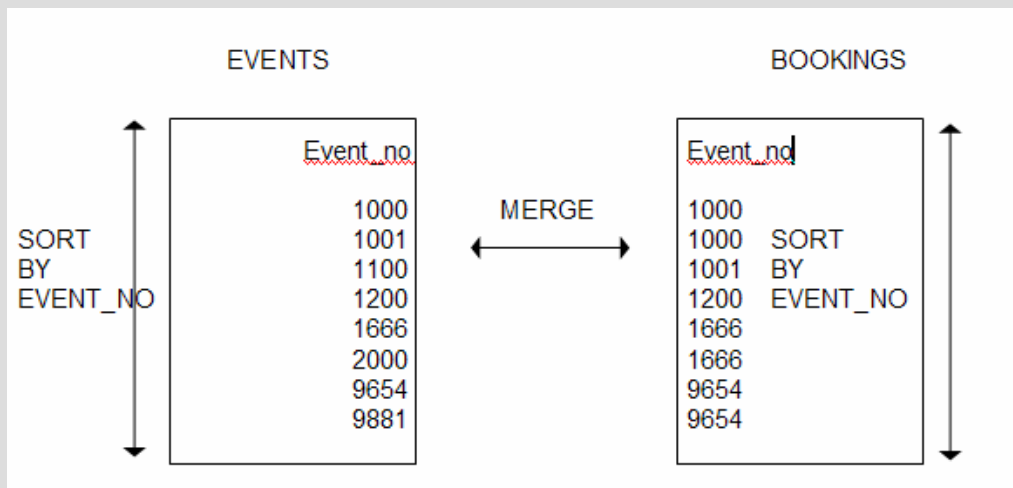 EVENTS
BOOKINGS
Event_no
Event_no
1000
1001
1100
1200
1666
2000
9654
9881
SORT
BY
EVENT_NO
MERGE
1000
1000
1001
1200
1666
1666
9654
9654
SORT
BY
EVENT_NO